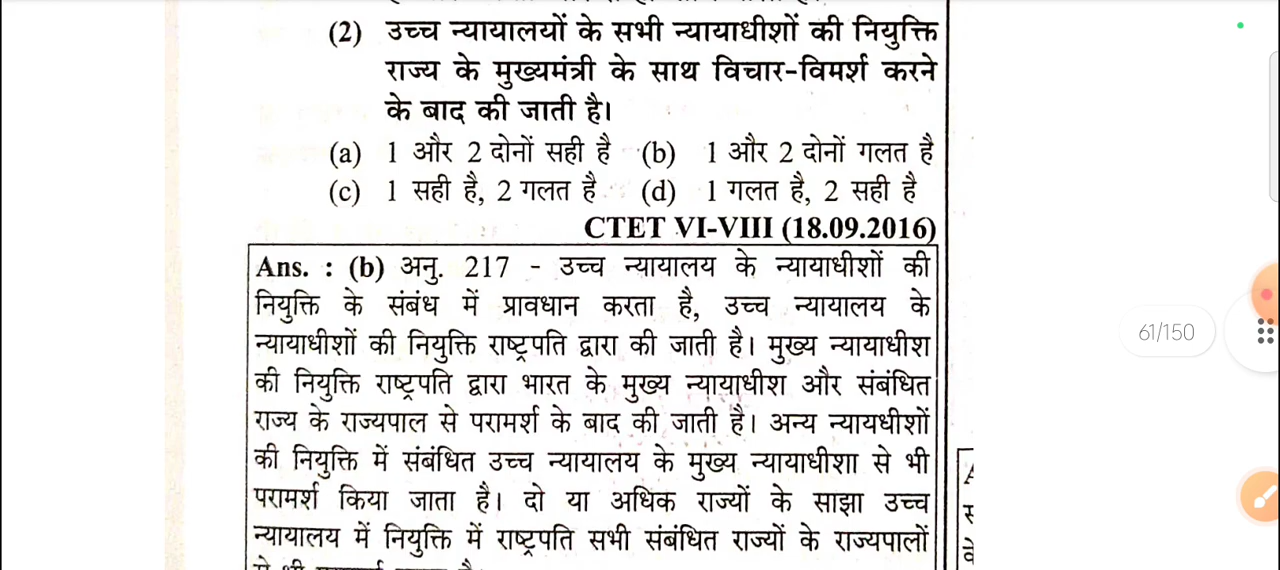 (2) उच्च न्यायालयों के सभी न्यायाधीशों की नियुक्ति
राज्य के मुख्यमंत्री के साथ विचार-विमर्श करने
के बाद की जाती है।
(a) 1 और 2 दोनों सही है (b) 1 और 2 दोनों गलत है
(c) 1 सही है, 2 गलत है (d) 1 गलत है, 2 सही है
CTET VI-VIII (18.09.2016)
Ans. : (b) अनु. 217 - उच्च न्यायालय के न्यायाधीशों की
नियुक्ति के संबंध में प्रावधान करता है, उच्च न्यायालय के
न्यायाधीशों की नियुक्ति राष्ट्रपति द्वारा की जाती है। मुख्य न्यायाधीश
की नियुक्ति राष्ट्रपति द्वारा भारत के मुख्य न्यायाधीश और संबंधित
राज्य के राज्यपाल से परामर्श के बाद की जाती है। अन्य न्यायधीशों
की नियुक्ति में संबंधित उच्च न्यायालय के मुख्य न्यायाधीशा से भी
परामर्श किया जाता है। दो या अधिक राज्यों के साझा उच्च
न्यायालय में नियुक्ति में राष्ट्रपति सभी संबंधित राज्यों के राज्यपालों
61/150